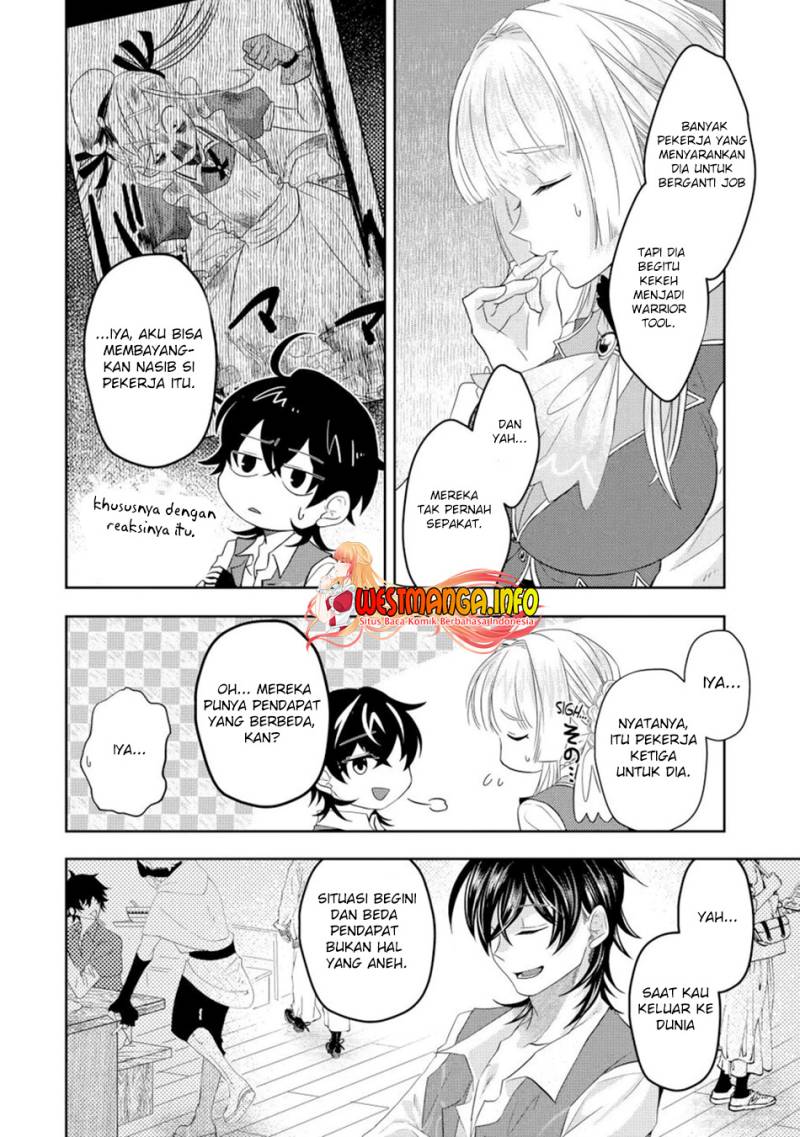 BANYAK
PEKERJA YANG
MENYARANKAN
DIA UNTUK
BERGANTI JOB
TAPI DIA
BEGITU
KEKEH
MENJADI
WARRIOR
TOOL.
DAN
YAH...
MEREKA
TAK PERNAH
SEPAKAT.
...IYA, AKU BISA
MEMBAYANG-
KAN NASIB SI
PEKERJA ITU.
khususnya dengan
reaksinya itu.
WESTMANGA.INFO
Situs Baca Komik Berbahasa Indonesia
IYA...
NYATANYA,
ITU PEKERJA
KETIGA
UNTUK DIA.
SIGH...
OH... MEREKA
PUNYA PENDAPAT
YANG BERBEDA,
KAN?
IYA...
YAH...
SAAT KAU
KELUAR KE
DUNIA
SITUASI BEGINI
DAN BEDA
PENDAPAT
BUKAN HAL
YANG ANEH.